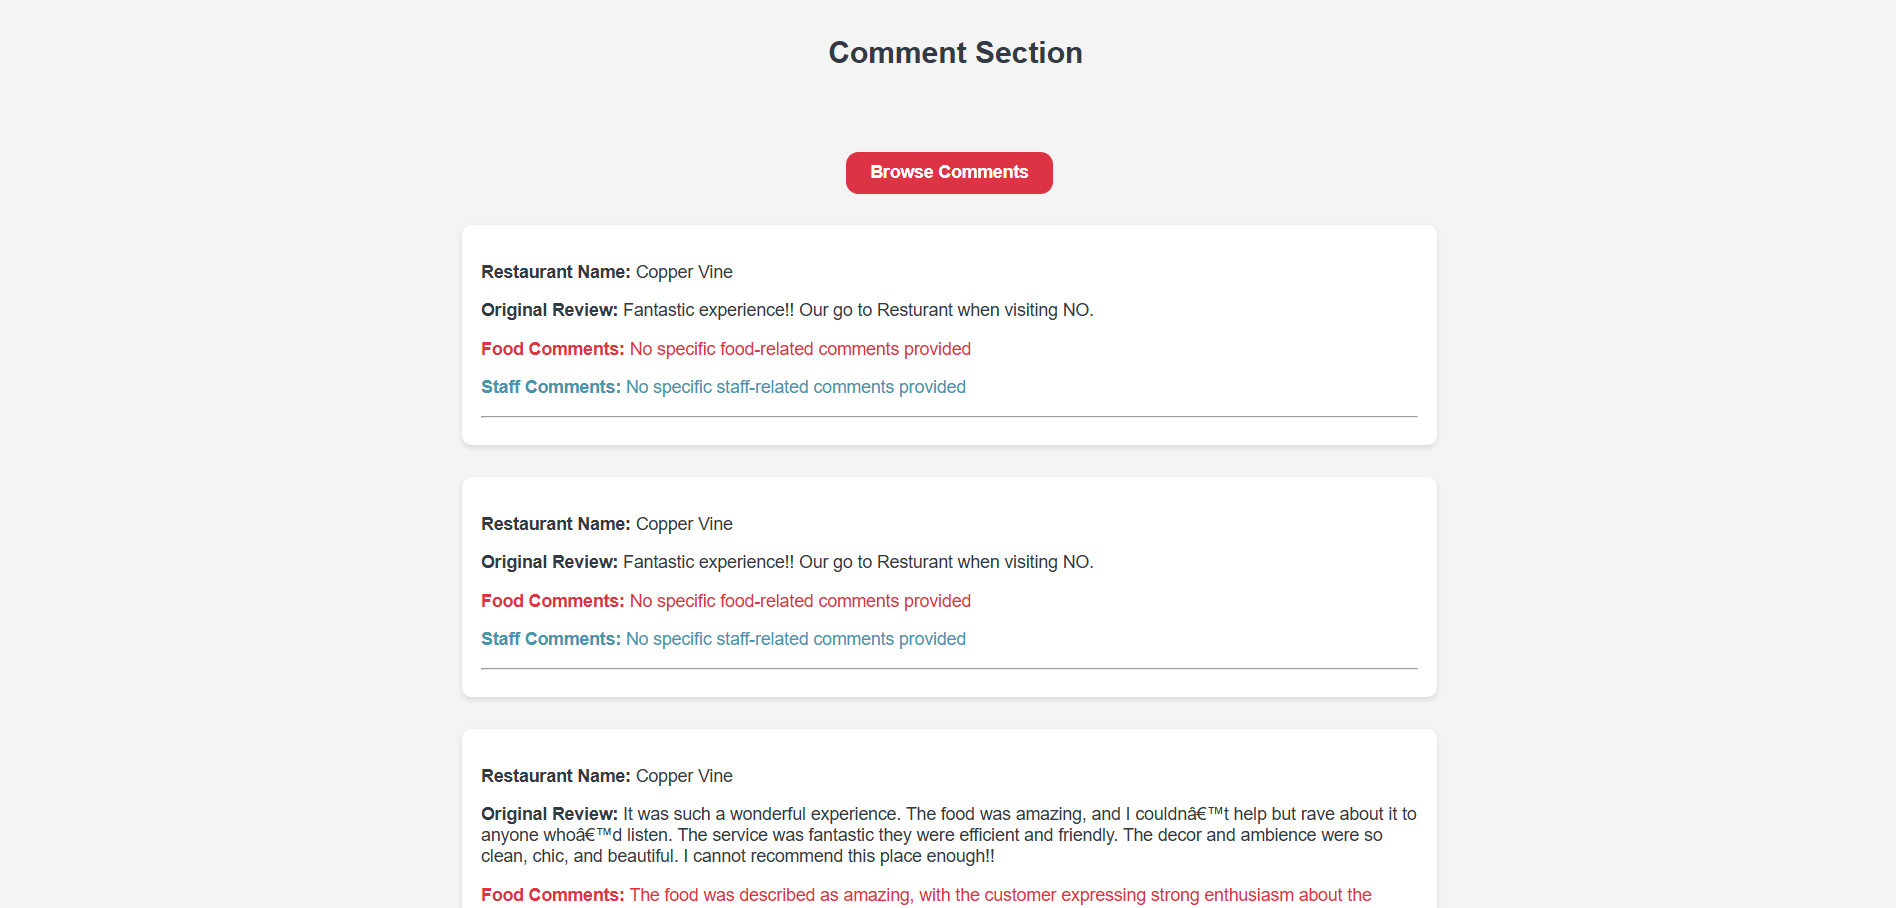 Comment Section
Browse Comments
Restaurant Name: Copper Vine
Original Review: Fantastic experience!! Our go to Resturant when visiting NO.
Food Comments: No specific food-related comments provided
Staff Comments: No specific staff-related comments provided
Restaurant Name: Copper Vine
Original Review: Fantastic experience!! Our go to Resturant when visiting NO.
Food Comments: No specific food-related comments provided
Staff Comments: No specific staff-related comments provided
Restaurant Name: Copper Vine
Original Review: It was such a wonderful experience. The food was amazing, and I couldnâ€™t help but rave about it to
anyone whoâ€™d listen. The service was fantastic they were efficient and friendly. The decor and ambience were so
clean, chic, and beautiful. I cannot recommend this place enough!!
Food Comments: The food was described as amazing, with the customer expressing strong enthusiasm about the